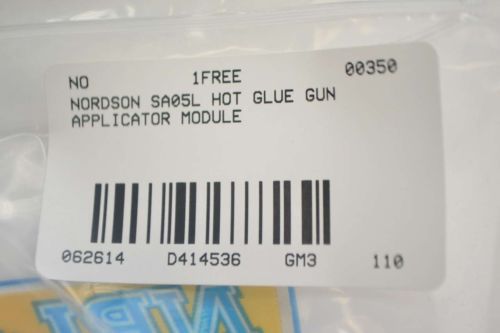 NO 1FREE 00350
NORDSON SA05L HOT GLUE GUN
APPLICATOR MODULE
062614 D414536 GM3 110